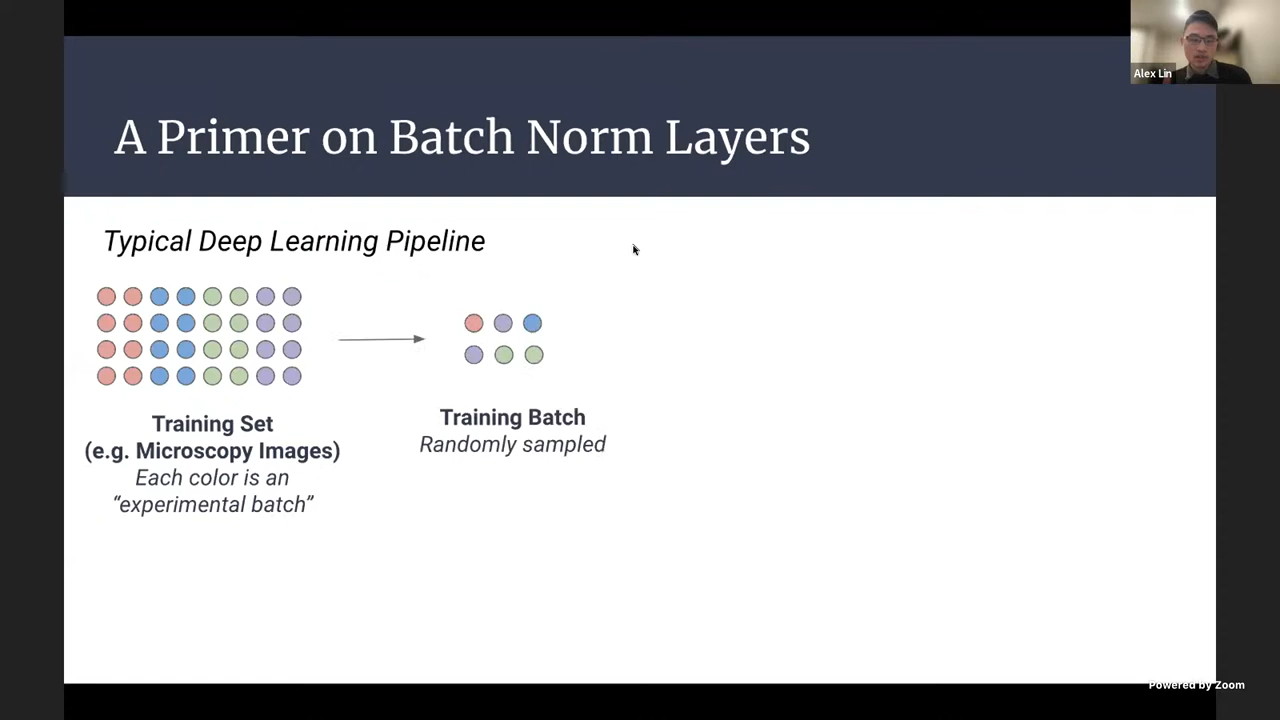 Alex Lin
A Primer on Batch Norm Layers
Typical Deep Learning Pipeline
Training Set
(e.g. Microscopy Images)
Each color is an
“experimental batch”
Training Batch
Randomly sampled
Powered by Zoom